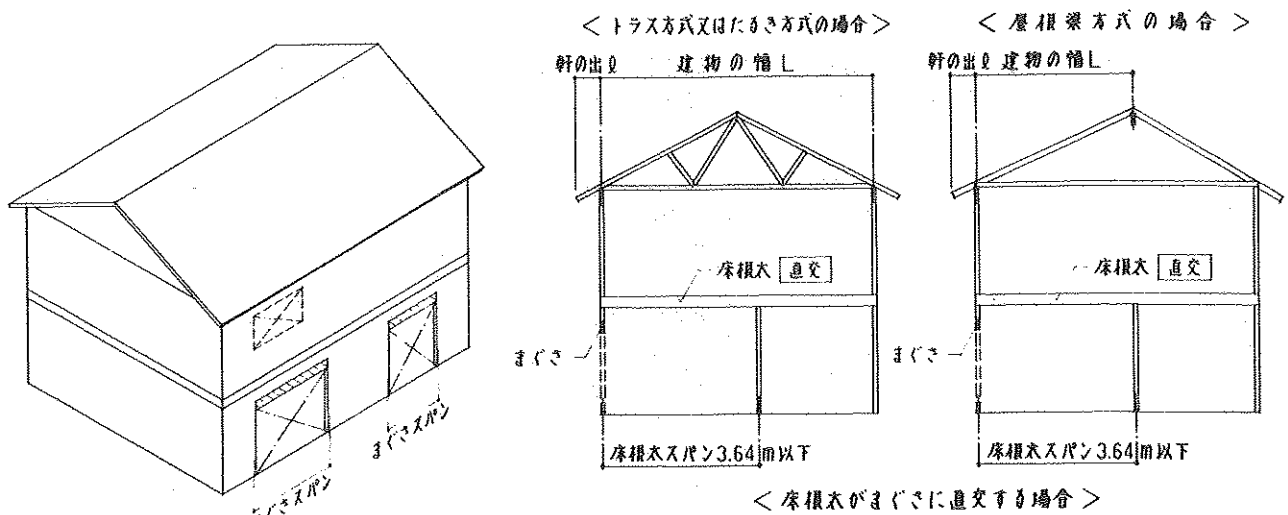 ＜トラス方式又はたるき方式の場合＞
軒の出ℓ 建物の幅L
床根太 直交
まぐさ
床根太スパン3.64m以下
＜屋根梁方式の場合＞
軒の出ℓ 建物の幅L
床根太 直交
まぐさ
床根太スパン3.64m以下
まぐさスパン
まぐさスパン
＜床根太がまぐさに直交する場合＞